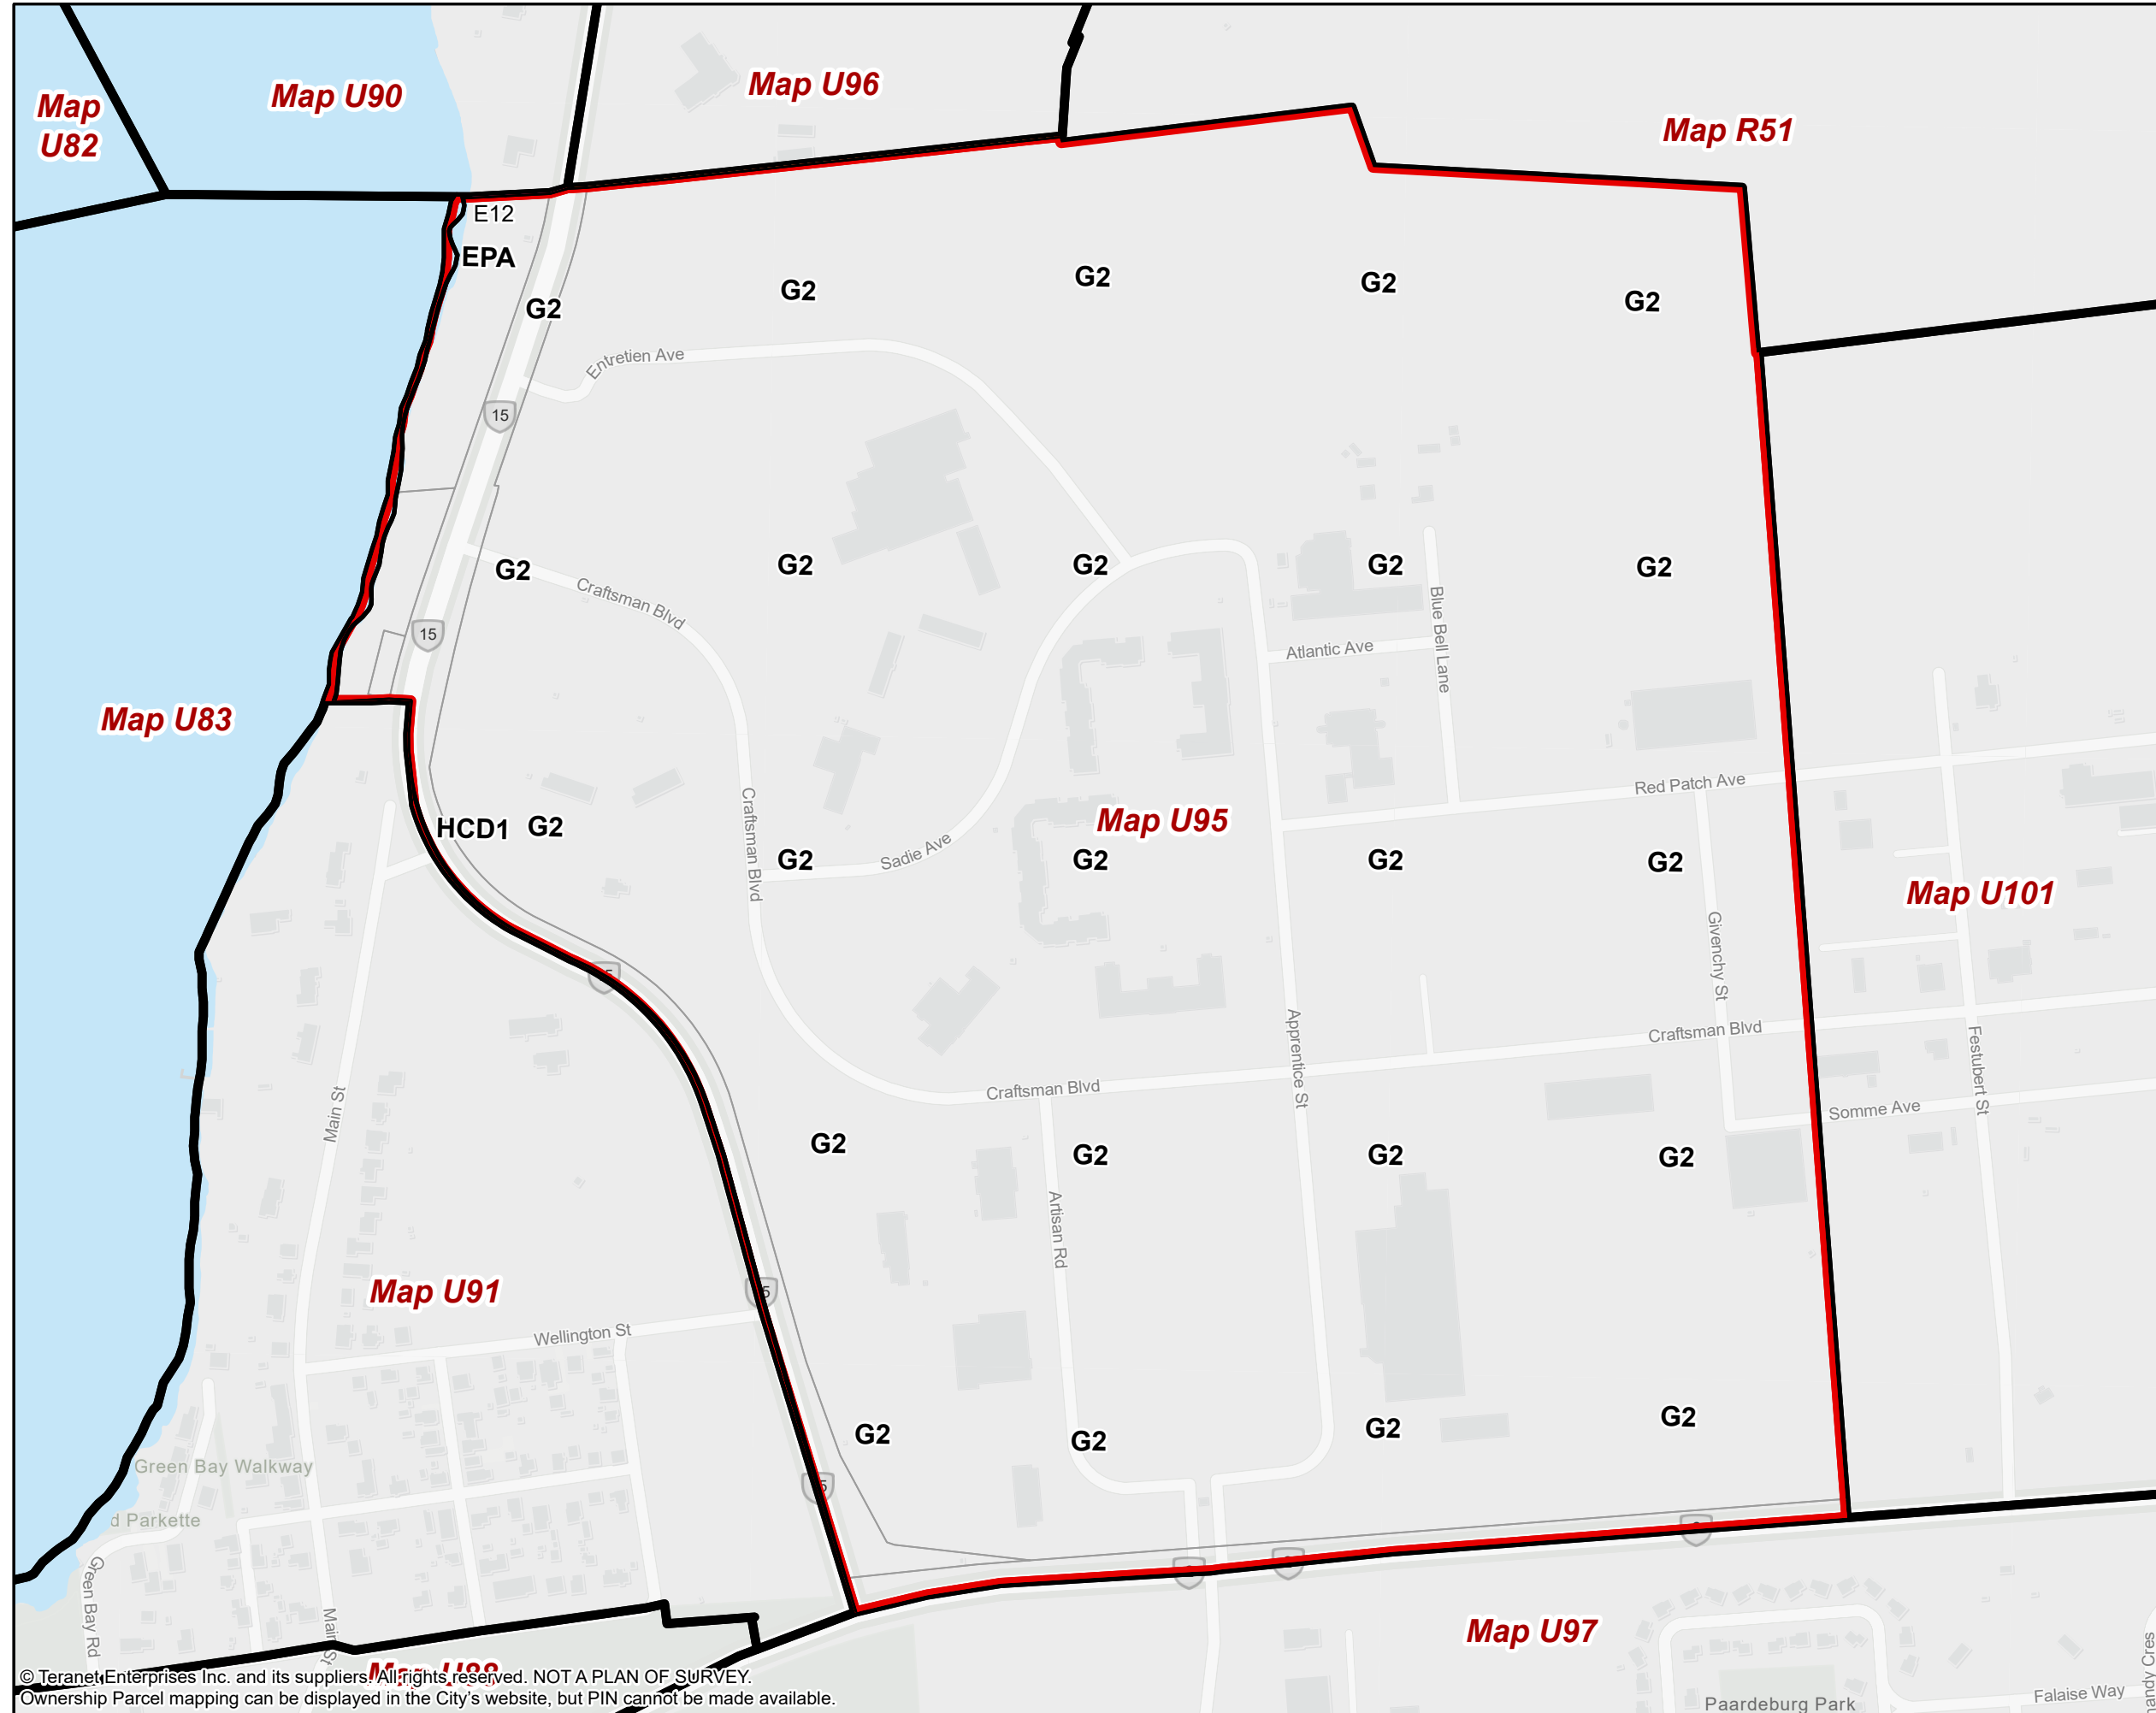 Map U90
Map U96
Map
U82
Map R51
E12
EPA
G2
G2
G2
G2
G2
Entretien Ave
15
G2
G2
G2
G2
G2
Craftsman Blvd
Blue Bell Lane
15
Atlantic Ave
Map U83
Red Patch Ave
Craftsman Blvd
Map U95
HCD1
G2
Sadie Ave
G2
G2
G2
G2
Map U101
Givenchy St
Apprentice St
Craftsman Blvd
Festubert St
Craftsman Blvd
Main St
Somme Ave
G2
G2
G2
G2
Artisan Rd
Map U91
Wellington St
G2
G2
G2
G2
Green Bay Walkway
d Parkette
Green Bay Rd
Main St
Map U97
Map U88
© Teranet Enterprises Inc. and its suppliers. All rights reserved. NOT A PLAN OF SURVEY.
Ownership Parcel mapping can be displayed in the City's website, but PIN cannot be made available.
Paardeburg Park
Falaise Way